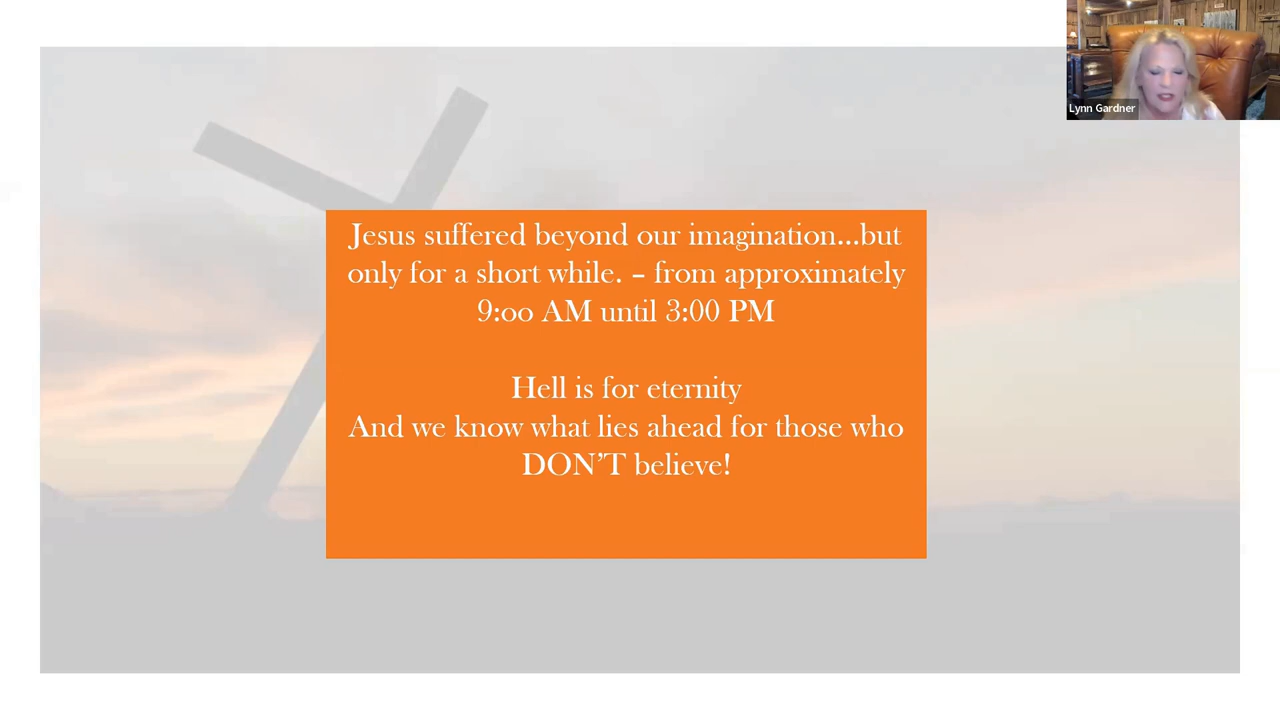 Lynn Gardner
Jesus suffered beyond our imagination...but
only for a short while. – from approximately
9:oo AM until 3:00 PM
Hell is for eternity
And we know what lies ahead for those who
DON'T believe!